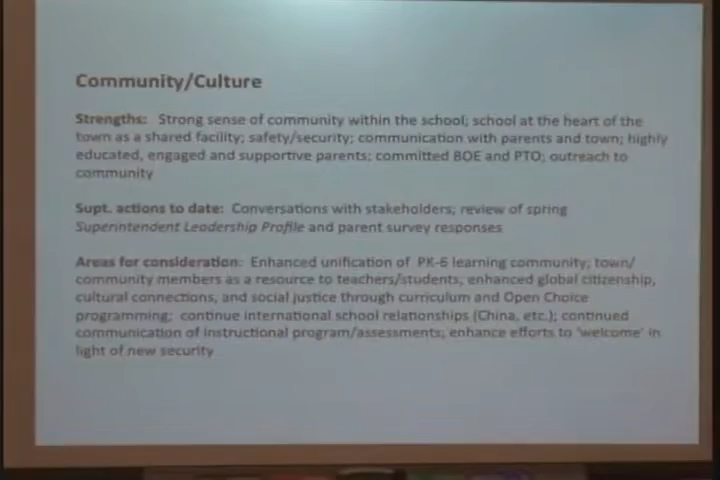 Community/Culture
Strengths: Strong sense of community within the school; school at the heart of the
town as a shared facility; safety/security; communication with parents and town; highly
educated, engaged and supportive parents; committed BOE and PTO; outreach to
community
Supt. actions to date: Conversations with stakeholders; review of spring
Superintendent Leadership Profile and parent survey responses
Areas for consideration: Enhanced unification of PK-6 learning community; town/
community members as a resource to teachers/students, enhanced global citizenship,
cultural connections, and social justice through curriculum and Open Choice
programming; continue international school relationships (China, etc.); continued
communication of instructional program/assessments; enhance efforts to 'welcome' in
light of new security